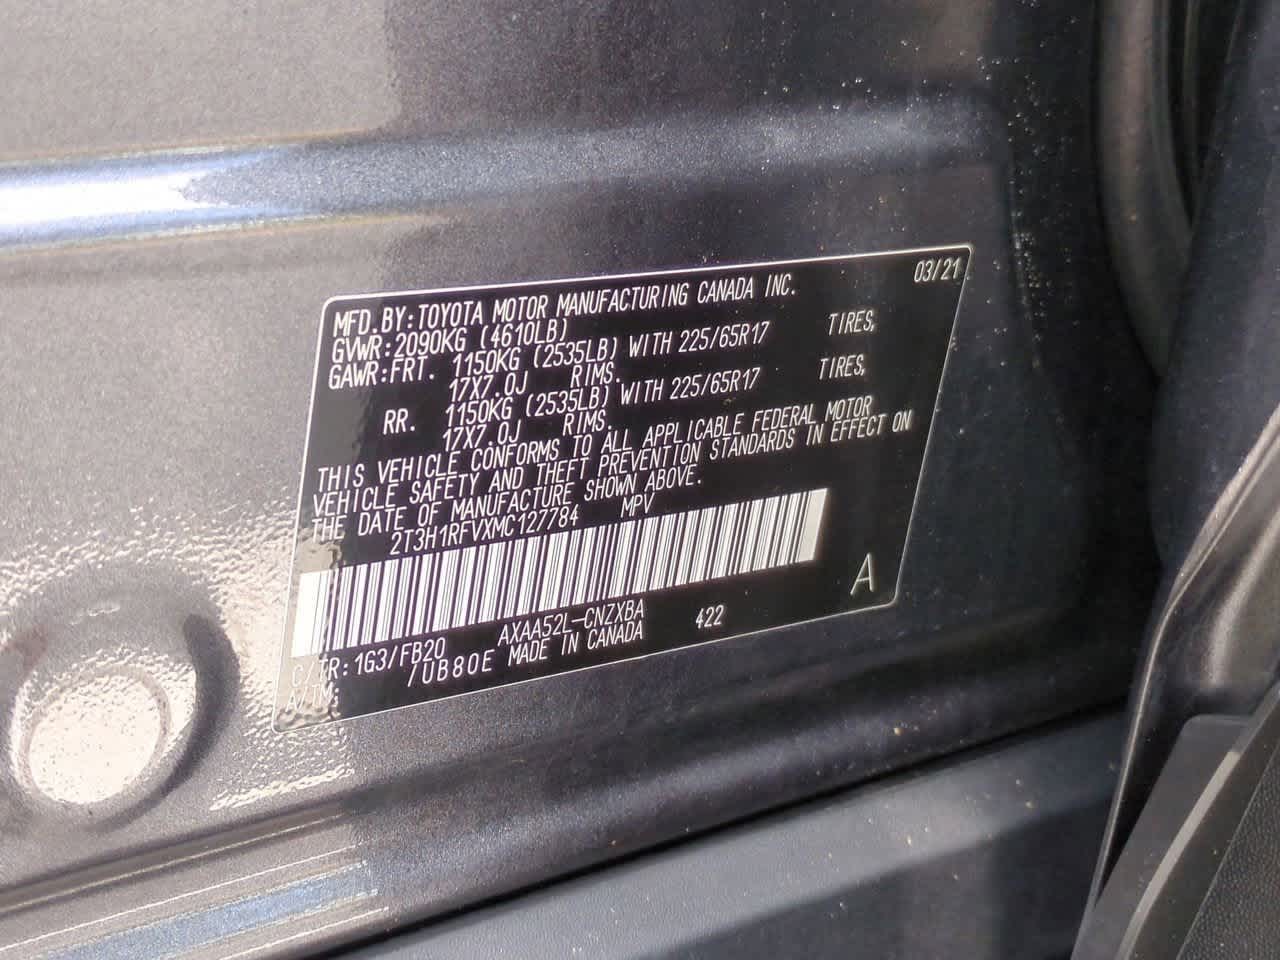 03/21
MFD.BY:TOYOTA MOTOR MANUFACTURING CANADA INC.
GVWR:2090KG (4610LB)
GAWR:FRT. 1150KG (2535LB) WITH 225/65R17 TIRES,
17X7.0J RIMS.
RR. 1150KG (2535LB) WITH 225/65R17 TIRES,
17X7.0J RIMS.
THIS VEHICLE CONFORMS TO ALL APPLICABLE FEDERAL MOTOR
VEHICLE SAFETY AND THEFT PREVENTION STANDARDS IN EFFECT ON
THE DATE OF MANUFACTURE SHOWN ABOVE.
2T3H1RFVXMC127784 MPV
A
C/TR:1G3/FB20 AXAA52L-CNZXBA 422
A/TM: /UB80E MADE IN CANADA